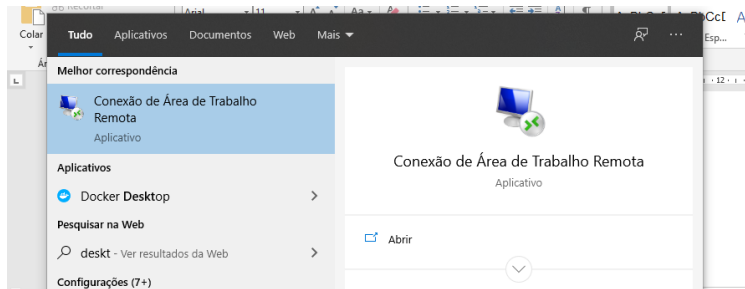 Recortar
Arial
11
Colar
Esp...
12
Tudo Aplicativos Documentos Web Mais
Melhor correspondência
Conexão de Área de Trabalho
Remota
Aplicativo
Aplicativos
Docker Desktop
Pesquisar na Web
deskt - Ver resultados da Web
Configurações (7+)
Conexão de Área de Trabalho Remota
Aplicativo
Abrir